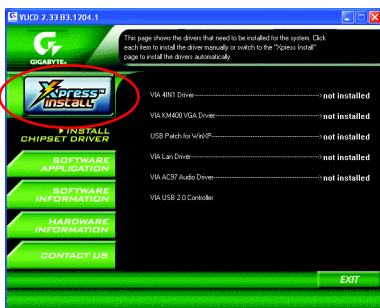 VUCD 2.33 B3.1204.1
This page shows the drivers that need to be installed for the system. Click
each item to install the driver manually or switch to the "Xpress Install"
page to install the drivers automatically.
GIGABYTE
Xpress™
INSTALL
INSTALL
CHIPSET DRIVER
SOFTWARE
APPLICATION
SOFTWARE
INFORMATION
HARDWARE
INFORMATION
CONTACT US
VIA 4IN1 Driver not installed
VIA KM400 VGA Drvier not installed
USB Patch for WinXP not installed
VIA Lan Driver not installed
VIA AC97 Audio Driver not installed
VIA USB 2.0 Controller
EXIT